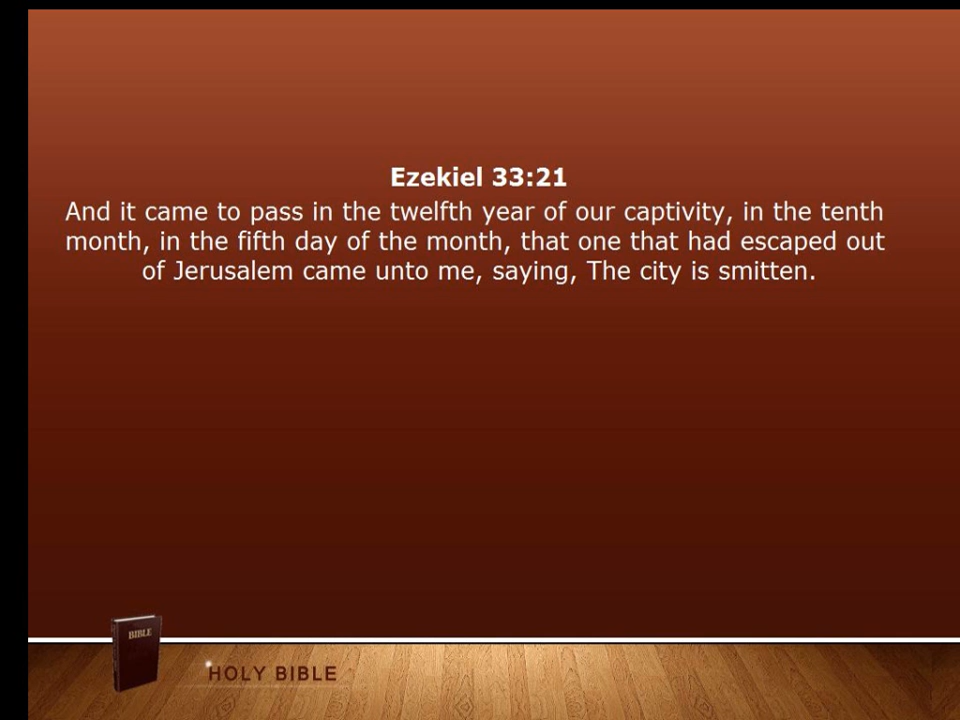 Ezekiel 33:21
And it came to pass in the twelfth year of our captivity, in the tenth
month, in the fifth day of the month, that one that had escaped out
of Jerusalem came unto me, saying, The city is smitten.
BIBLE
HOLY BIBLE